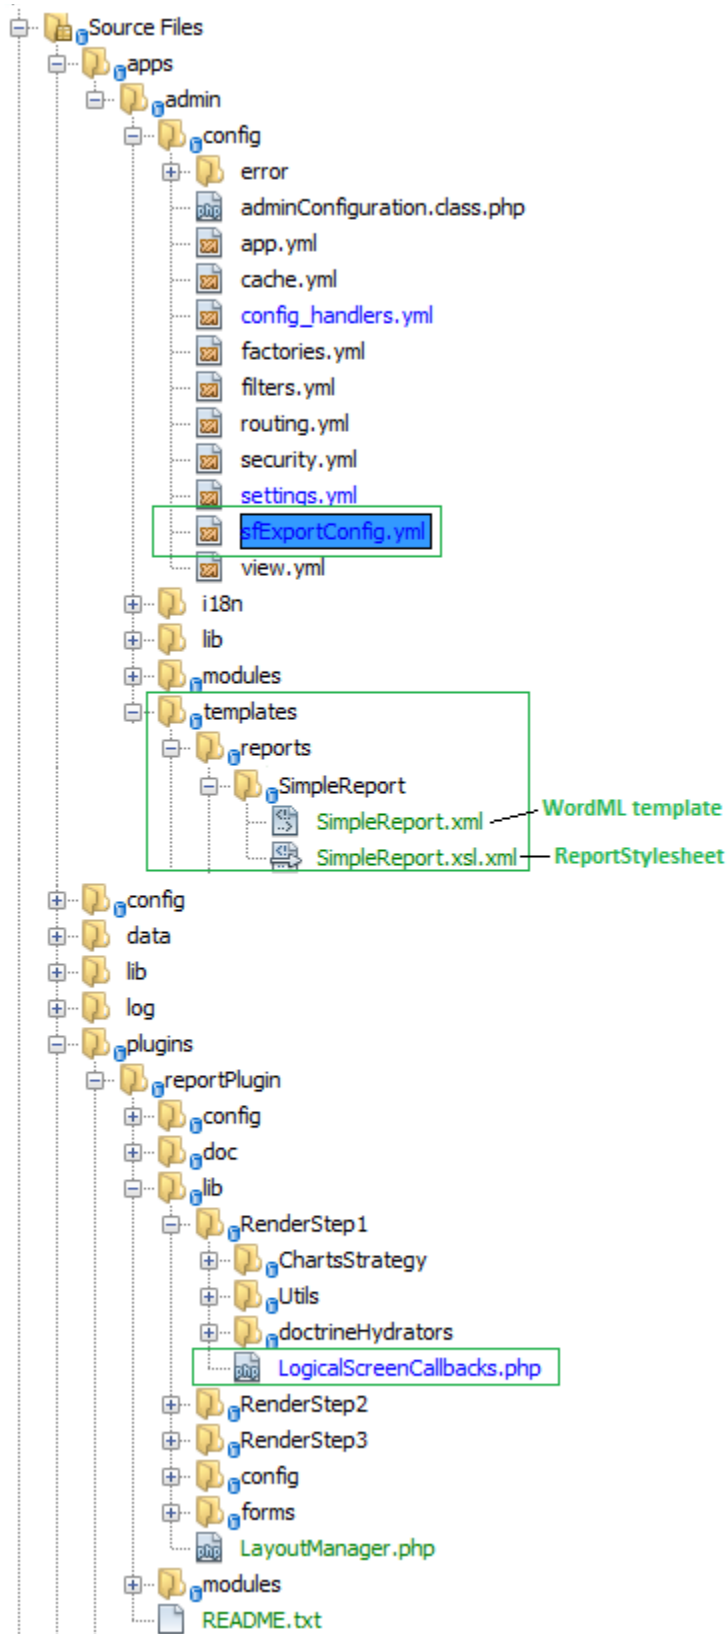 Source Files
apps
admin
config
error
adminConfiguration.class.php
app.yml
cache.yml
config_handlers.yml
factories.yml
filters.yml
routing.yml
security.yml
settings.yml
sfExportConfig.yml
view.yml
i18n
lib
modules
templates
reports
SimpleReport
SimpleReport.xml WordML template
SimpleReport.xsl.xml ReportStylesheet
config
data
lib
log
plugins
reportPlugin
config
doc
lib
RenderStep1
ChartsStrategy
Utils
doctrineHydrators
LogicalScreenCallbacks.php
RenderStep2
RenderStep3
config
forms
LayoutManager.php
modules
README.txt